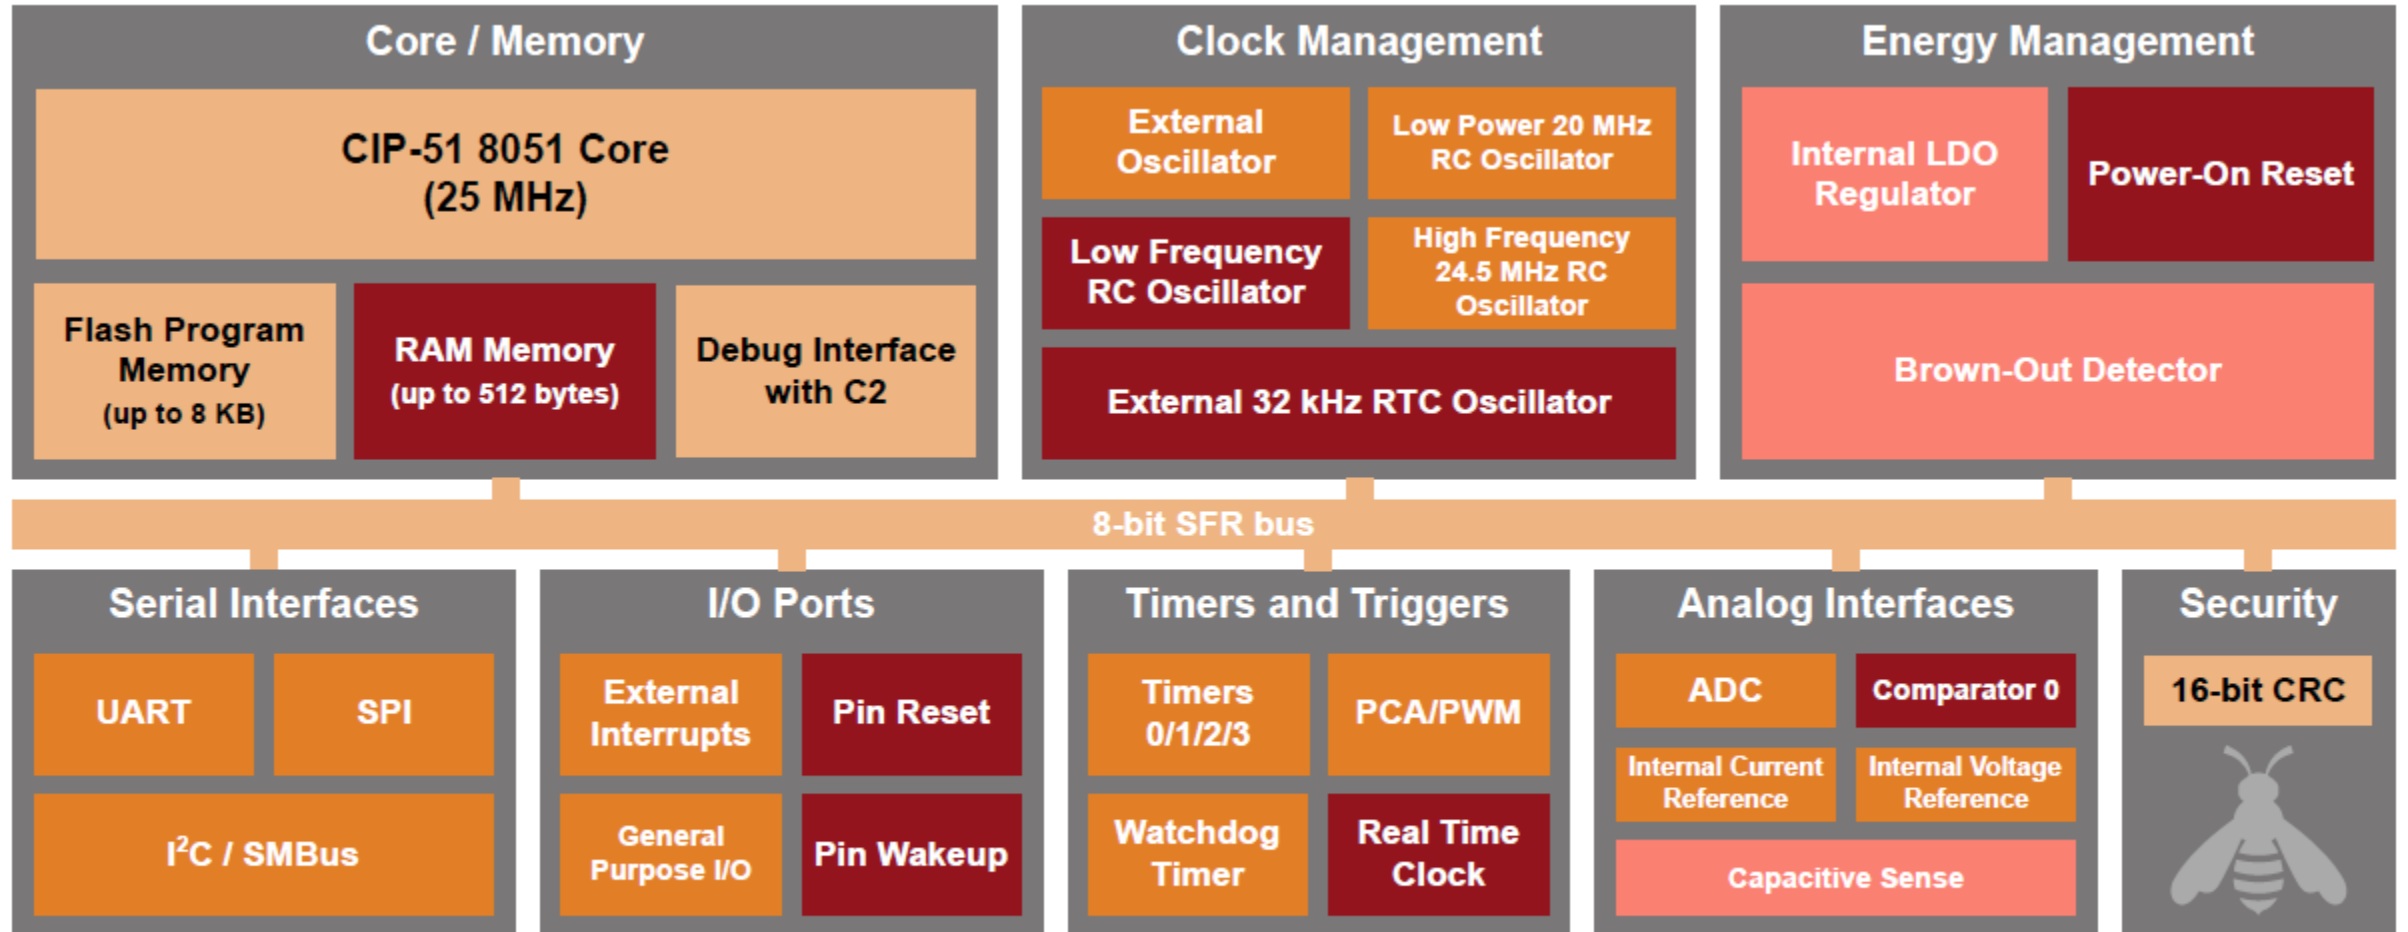 Core / Memory
CIP-51 8051 Core
(25 MHz)
Flash Program
Memory
(up to 8 KB)
RAM Memory
(up to 512 bytes)
Debug Interface
with C2
Clock Management
External
Oscillator
Low Power 20 MHz
RC Oscillator
Low Frequency
RC Oscillator
High Frequency
24.5 MHz RC
Oscillator
External 32 kHz RTC Oscillator
Energy Management
Internal LDO
Regulator
Power-On Reset
Brown-Out Detector
8-bit SFR bus
Serial Interfaces
UART
SPI
I²C / SMBus
I/O Ports
External
Interrupts
Pin Reset
General
Purpose I/O
Pin Wakeup
Timers and Triggers
Timers
0/1/2/3
PCA/PWM
Watchdog
Timer
Real Time
Clock
Analog Interfaces
ADC
Comparator 0
Internal Current
Reference
Internal Voltage
Reference
Capacitive Sense
Security
16-bit CRC